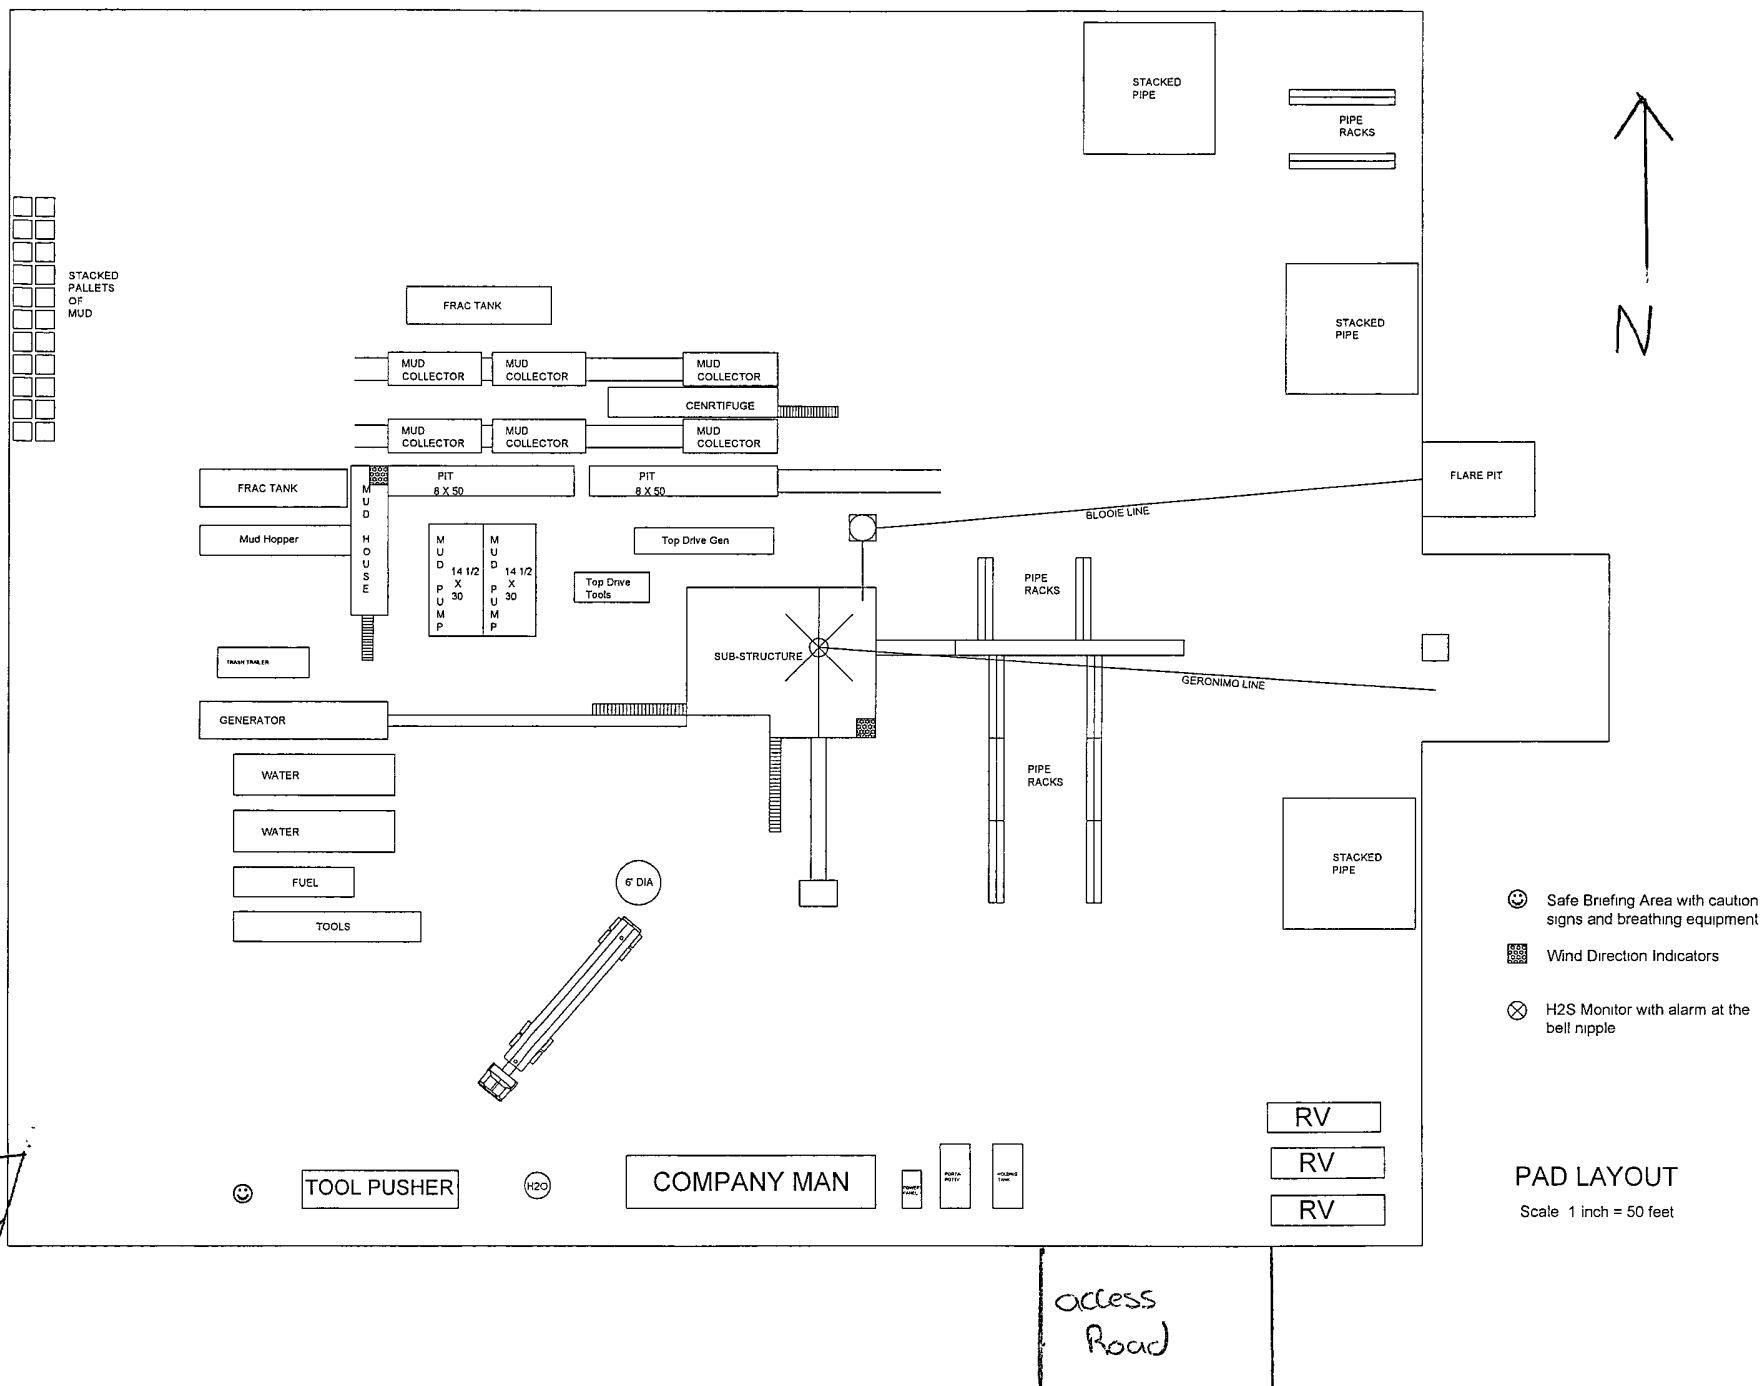 STACKED
PIPE
PIPE
RACKS
N
STACKED
PALLETS
OF
MUD
FRAC TANK
STACKED
PIPE
MUD
COLLECTOR
MUD
COLLECTOR
MUD
COLLECTOR
CENRTIFUGE
MUD
COLLECTOR
MUD
COLLECTOR
MUD
COLLECTOR
FRAC TANK
PIT
8 X 50
PIT
8 X 50
FLARE PIT
BLOOIE LINE
Mud Hopper
MUD HOUSE
MUD PUMP
14 1/2
X
30
MUD PUMP
14 1/2
X
30
Top Drive Gen
Top Drive
Tools
PIPE
RACKS
TRASH TRAILER
SUB-STRUCTURE
GERONIMO LINE
GENERATOR
WATER
PIPE
RACKS
WATER
STACKED
PIPE
FUEL
6' DIA
TOOLS
Safe Briefing Area with caution
signs and breathing equipment
Wind Direction Indicators
H2S Monitor with alarm at the
bell nipple
RV
RV
RV
TOOL PUSHER
H2O
COMPANY MAN
POWER
PANEL
PORTA-
POTTY
HOLDING
TANK
PAD LAYOUT
Scale 1 inch = 50 feet
access
Road